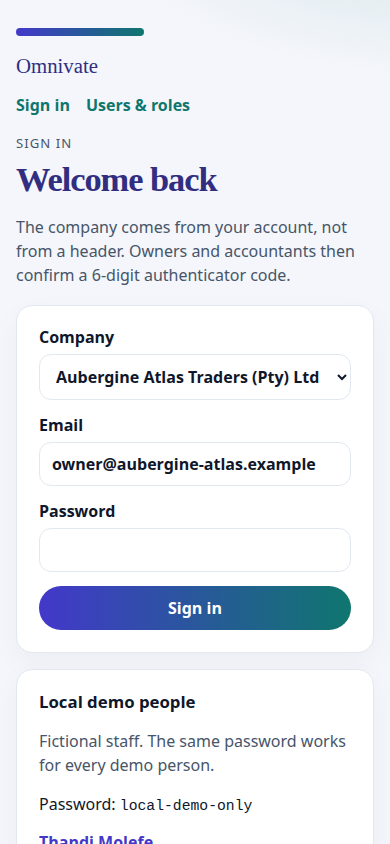 Omnivate
Sign in Users & roles
SIGN IN
Welcome back
The company comes from your account, not
from a header. Owners and accountants then
confirm a 6-digit authenticator code.
Company
Aubergine Atlas Traders (Pty) Ltd
Email
owner@aubergine-atlas.example
Password
Sign in
Local demo people
Fictional staff. The same password works
for every demo person.
Password: local-demo-only
Thandi Molefe